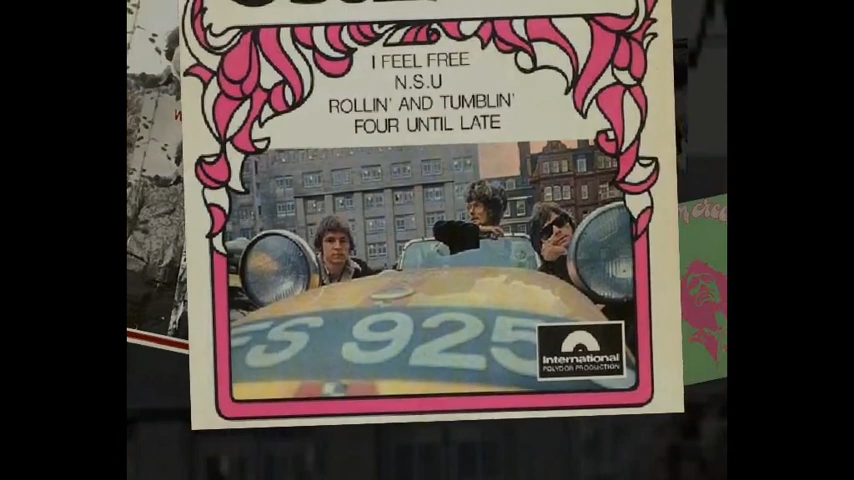 I FEEL FREE
N.S.U
ROLLIN' AND TUMBLIN'
FOUR UNTIL LATE
FS 925
International
POLYDOR PRODUCTION